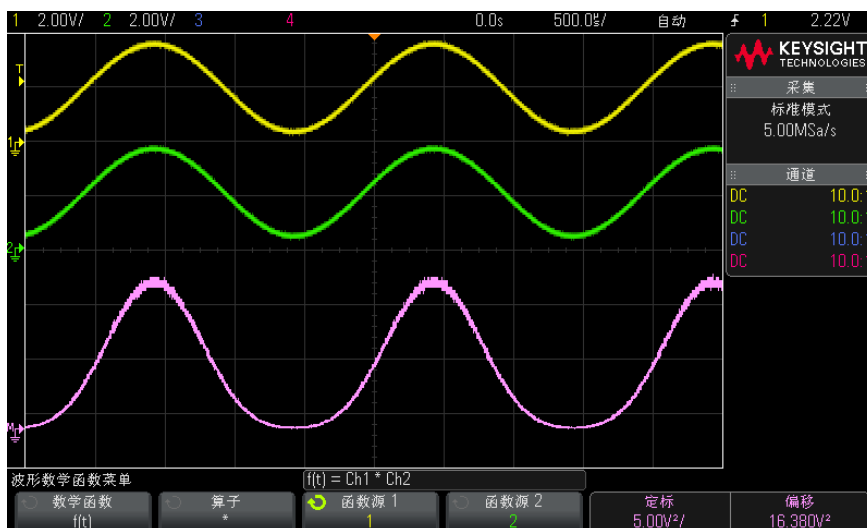 1 2.00V/ 2 2.00V/ 3 4 0.0s 500.0㎲/ 自动 1 2.22V
KEYSIGHT
TECHNOLOGIES
采集
标准模式
5.00MSa/s
通道
DC 10.0:
DC 10.0:
DC 10.0:
DC 10.0:
T
1
2
M
波形数学函数菜单 f(t) = Ch1 * Ch2
数学函数 算子 函数源 1 函数源 2 定标 偏移
f(t) * 1 2 5.00V²/ 16.380V²